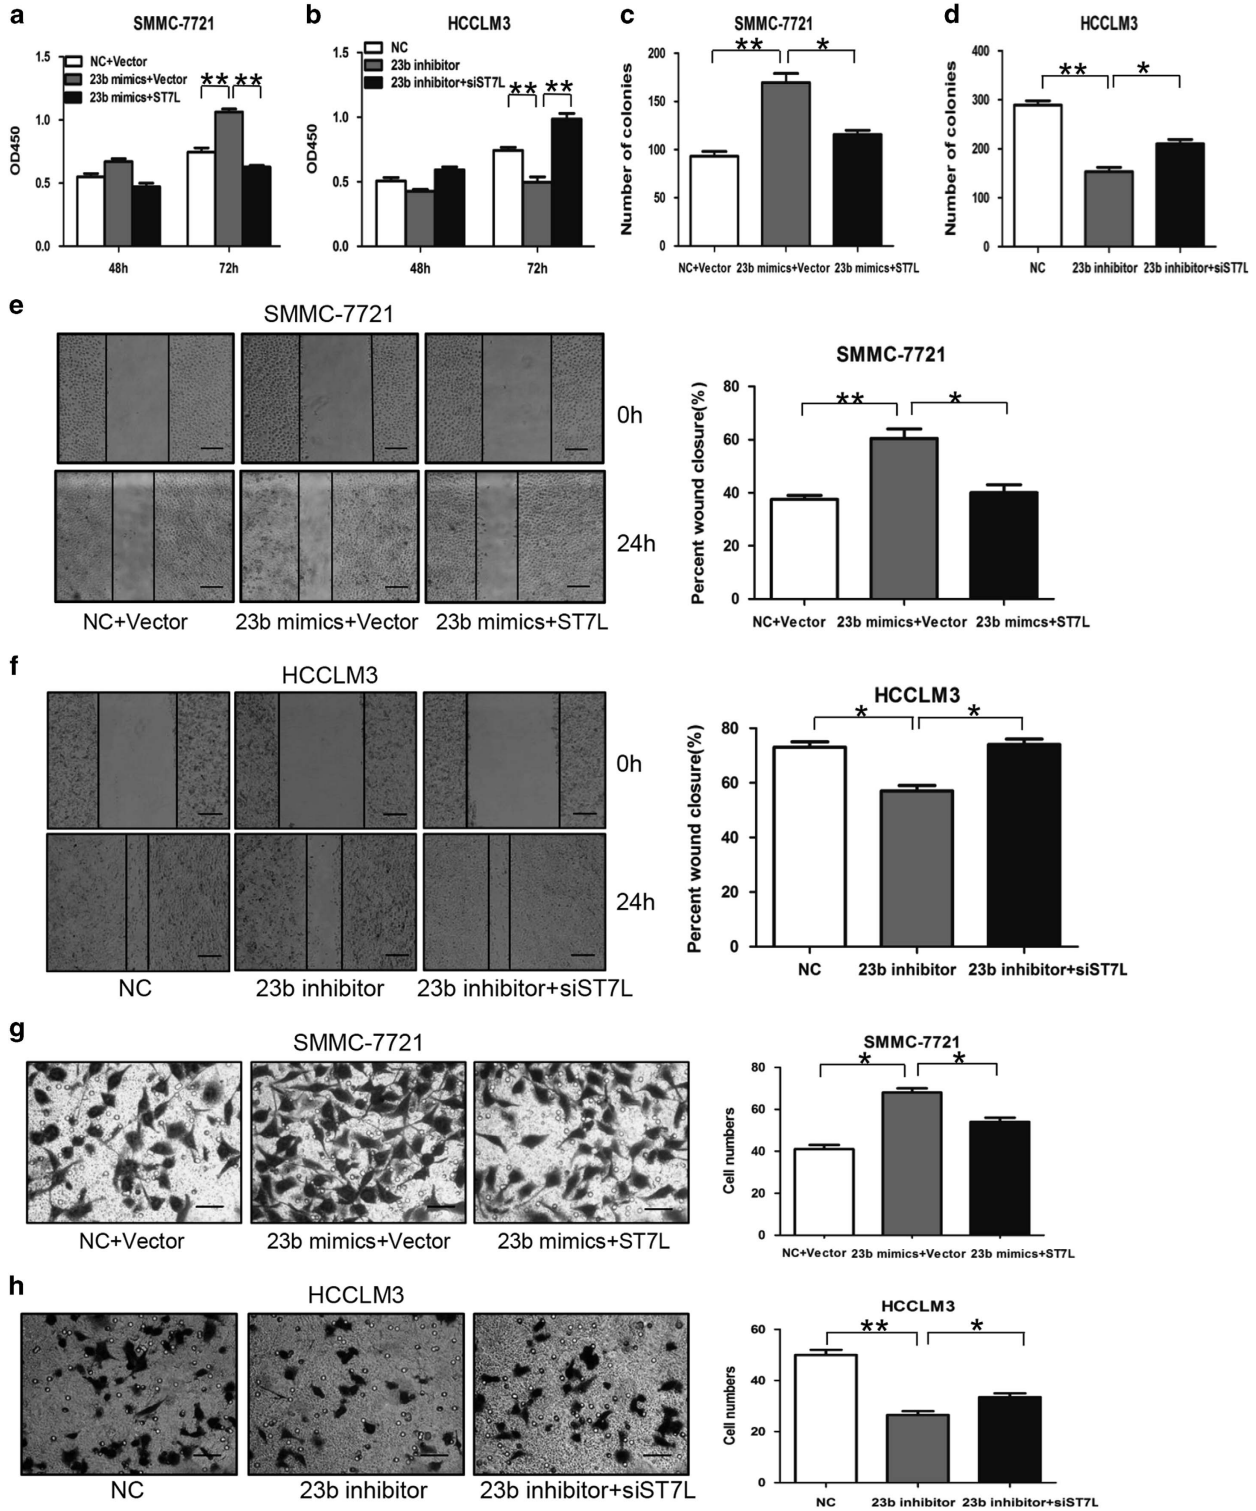 a
SMMC-7721
OD450
1.5
1.0
0.5
0.0
NC+Vector
23b mimics+Vector
23b mimics+ST7L
** **
48h 72h
b
HCCLM3
OD450
1.5
1.0
0.5
0.0
NC
23b inhibitor
23b inhibitor+siST7L
** **
48h 72h
c
SMMC-7721
Number of colonies
200
150
100
50
0
** *
NC+Vector 23b mimics+Vector 23b mimics+ST7L
d
HCCLM3
Number of colonies
400
300
200
100
0
** *
NC 23b inhibitor 23b inhibitor+siST7L
e
SMMC-7721
0h
24h
NC+Vector 23b mimics+Vector 23b mimics+ST7L
SMMC-7721
Percent wound closure(%)
80
60
40
20
0
** *
NC+Vector 23b mimics+Vector 23b mimcs+ST7L
f
HCCLM3
0h
24h
NC 23b inhibitor 23b inhibitor+siST7L
HCCLM3
Percent wound closure(%)
80
60
40
20
0
* *
NC 23b inhibitor 23b inhibitor+siST7L
g
SMMC-7721
NC+Vector 23b mimics+Vector 23b mimics+ST7L
SMMC-7721
Cell numbers
80
60
40
20
0
* *
NC+Vector 23b mimics+Vector 23b mimics+ST7L
h
HCCLM3
NC 23b inhibitor 23b inhibitor+siST7L
HCCLM3
Cell numbers
60
40
20
0
** *
NC 23b inhibitor 23b inhibitor+siST7L